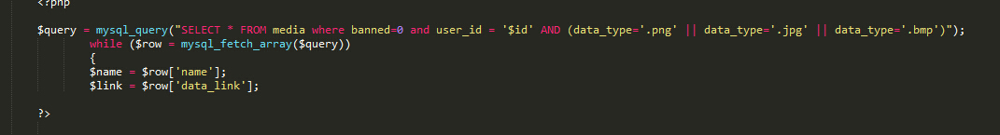 <?php
$query = mysql_query("SELECT * FROM media where banned=0 and user_id = '$id' AND (data_type='.png' || data_type='.jpg' || data_type='.bmp')");
while ($row = mysql_fetch_array($query))
{
$name = $row['name'];
$link = $row['data_link'];
?>